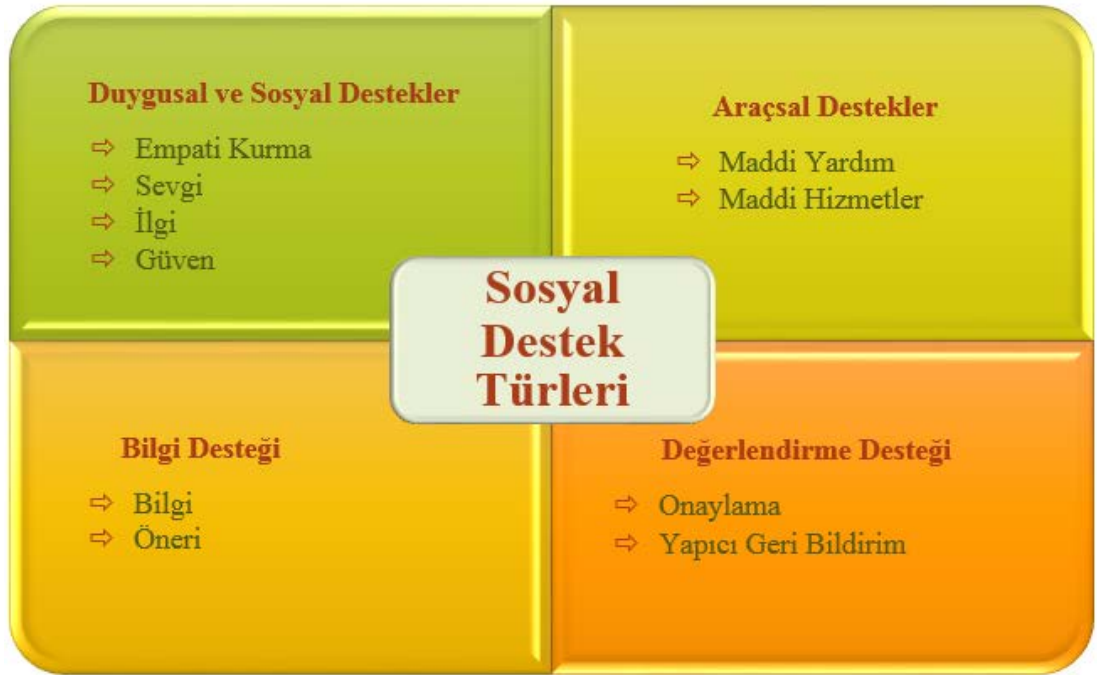 Duygusal ve Sosyal Destekler
⇨ Empati Kurma
⇨ Sevgi
⇨ İlgi
⇨ Güven
Araçsal Destekler
⇨ Maddi Yardım
⇨ Maddi Hizmetler
Sosyal
Destek
Türleri
Bilgi Desteği
⇨ Bilgi
⇨ Öneri
Değerlendirme Desteği
⇨ Onaylama
⇨ Yapıcı Geri Bildirim